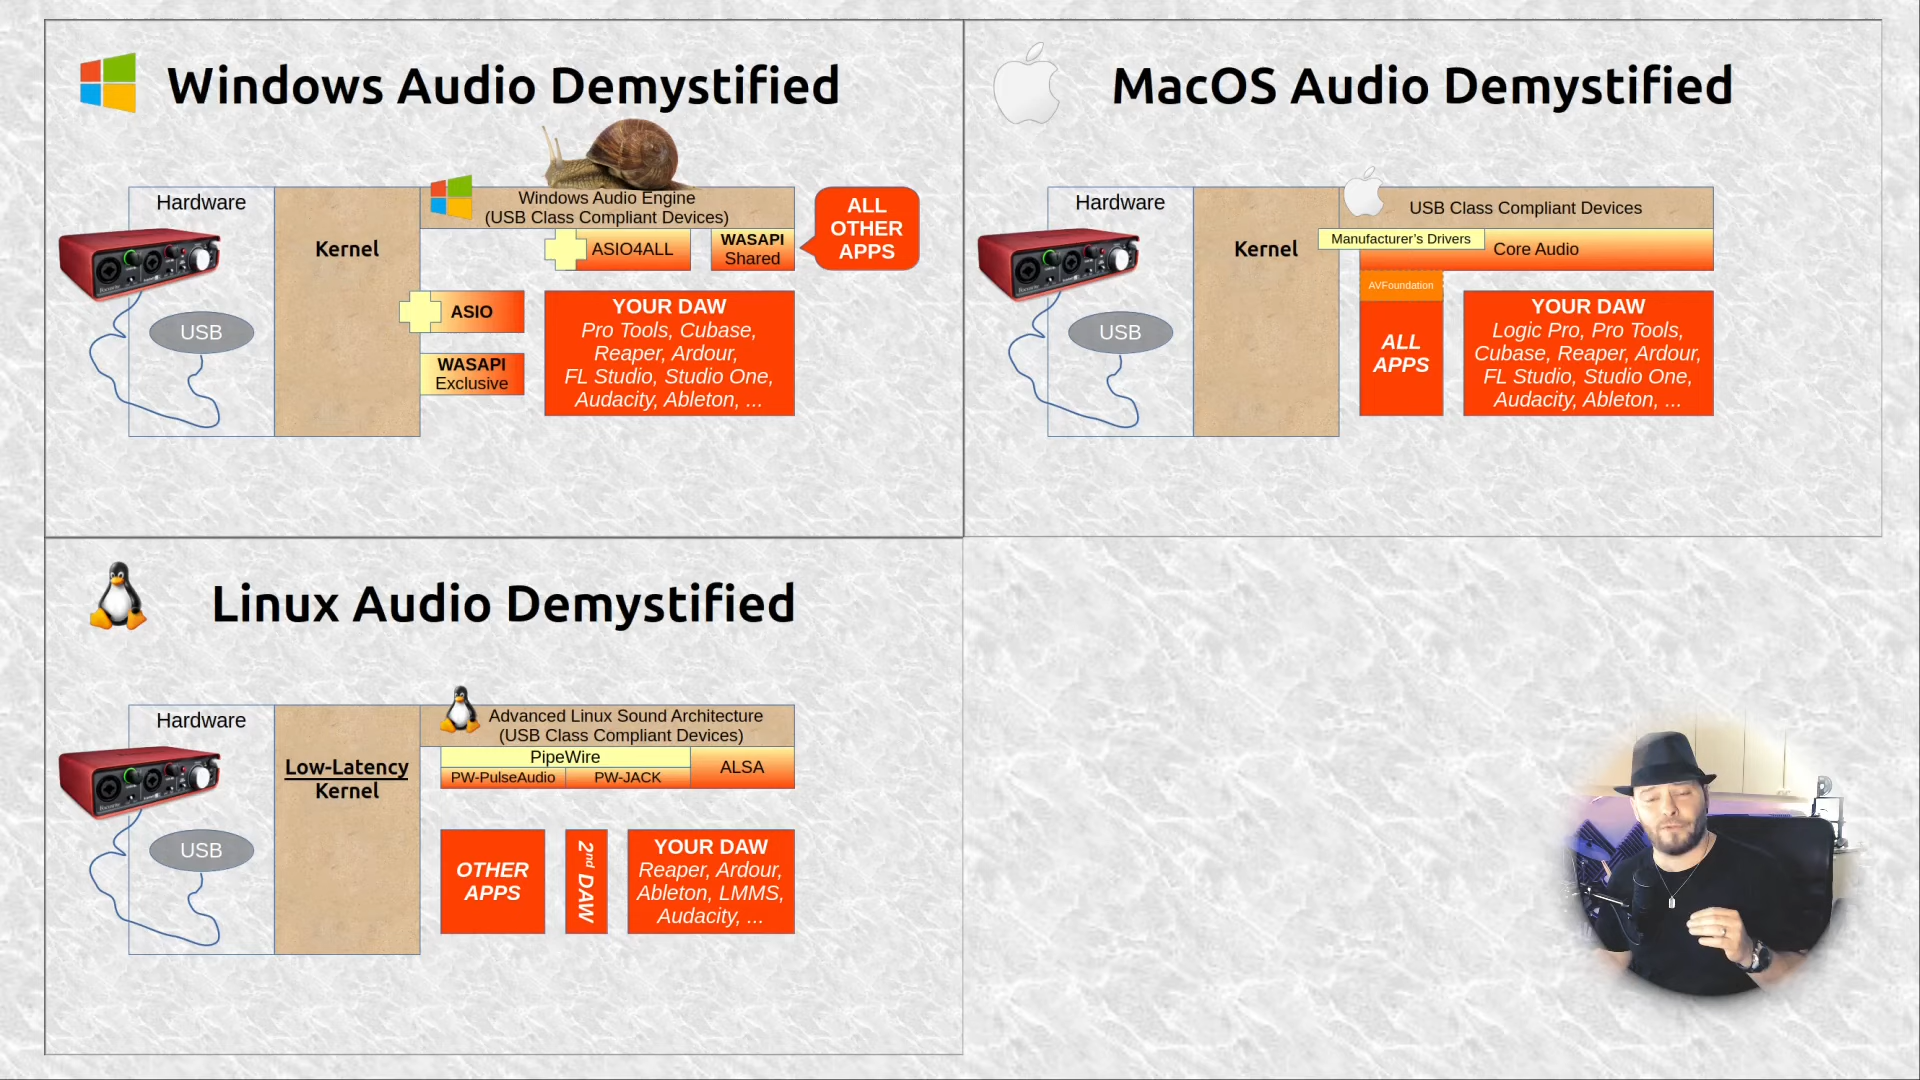 Windows Audio Demystified
Hardware
USB
Kernel
Windows Audio Engine
(USB Class Compliant Devices)
ASIO4ALL
WASAPI
Shared
ALL
OTHER
APPS
ASIO
WASAPI
Exclusive
YOUR DAW
Pro Tools, Cubase,
Reaper, Ardour,
FL Studio, Studio One,
Audacity, Ableton, ...
MacOS Audio Demystified
Hardware
USB
Kernel
USB Class Compliant Devices
Manufacturer's Drivers
Core Audio
AVFoundation
ALL
APPS
YOUR DAW
Logic Pro, Pro Tools,
Cubase, Reaper, Ardour,
FL Studio, Studio One,
Audacity, Ableton, ...
Linux Audio Demystified
Hardware
USB
Low-Latency
Kernel
Advanced Linux Sound Architecture
(USB Class Compliant Devices)
PipeWire
PW-PulseAudio
PW-JACK
ALSA
OTHER
APPS
2nd DAW
YOUR DAW
Reaper, Ardour,
Ableton, LMMS,
Audacity, ...